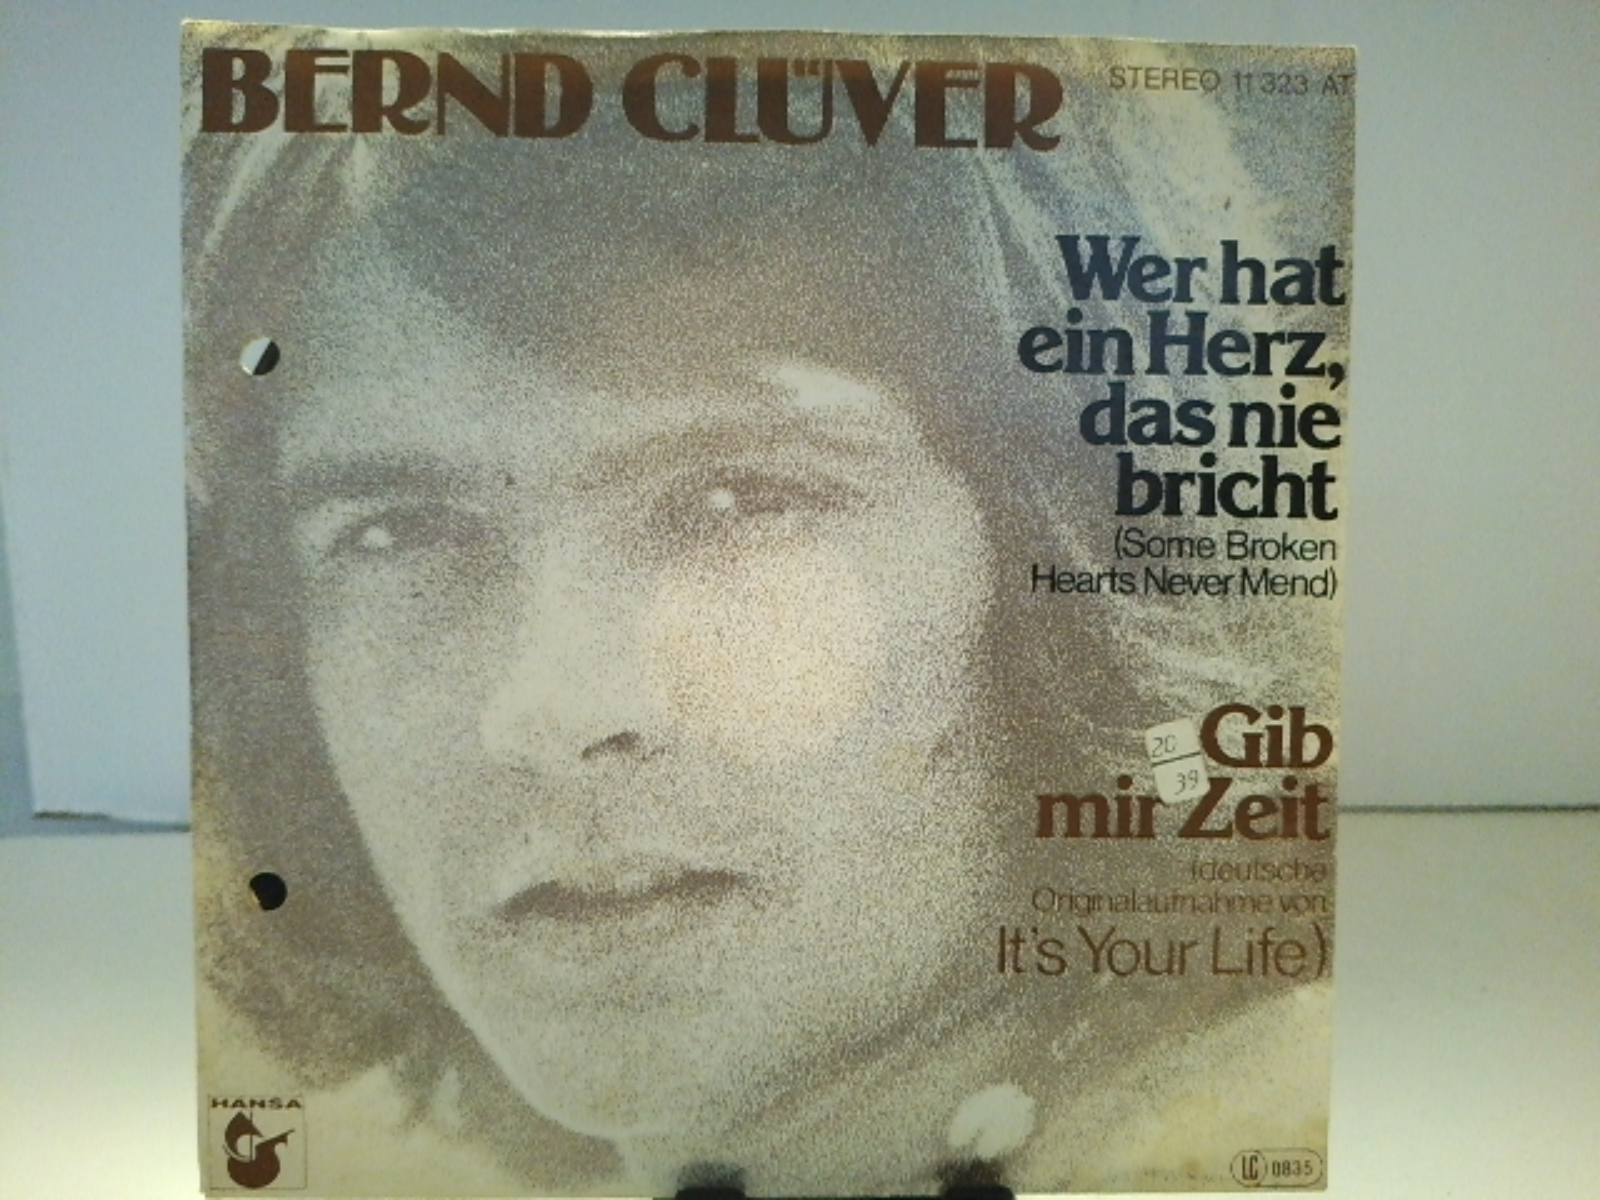 BERND CLÜVER
STEREO 11 323 AT
Wer hat
ein Herz,
das nie
bricht
(Some Broken
Hearts Never Mend)
Gib
mir Zeit
20
39
(deutsche
Originalaufnahme von
It's Your Life)
HANSA
LC 0835